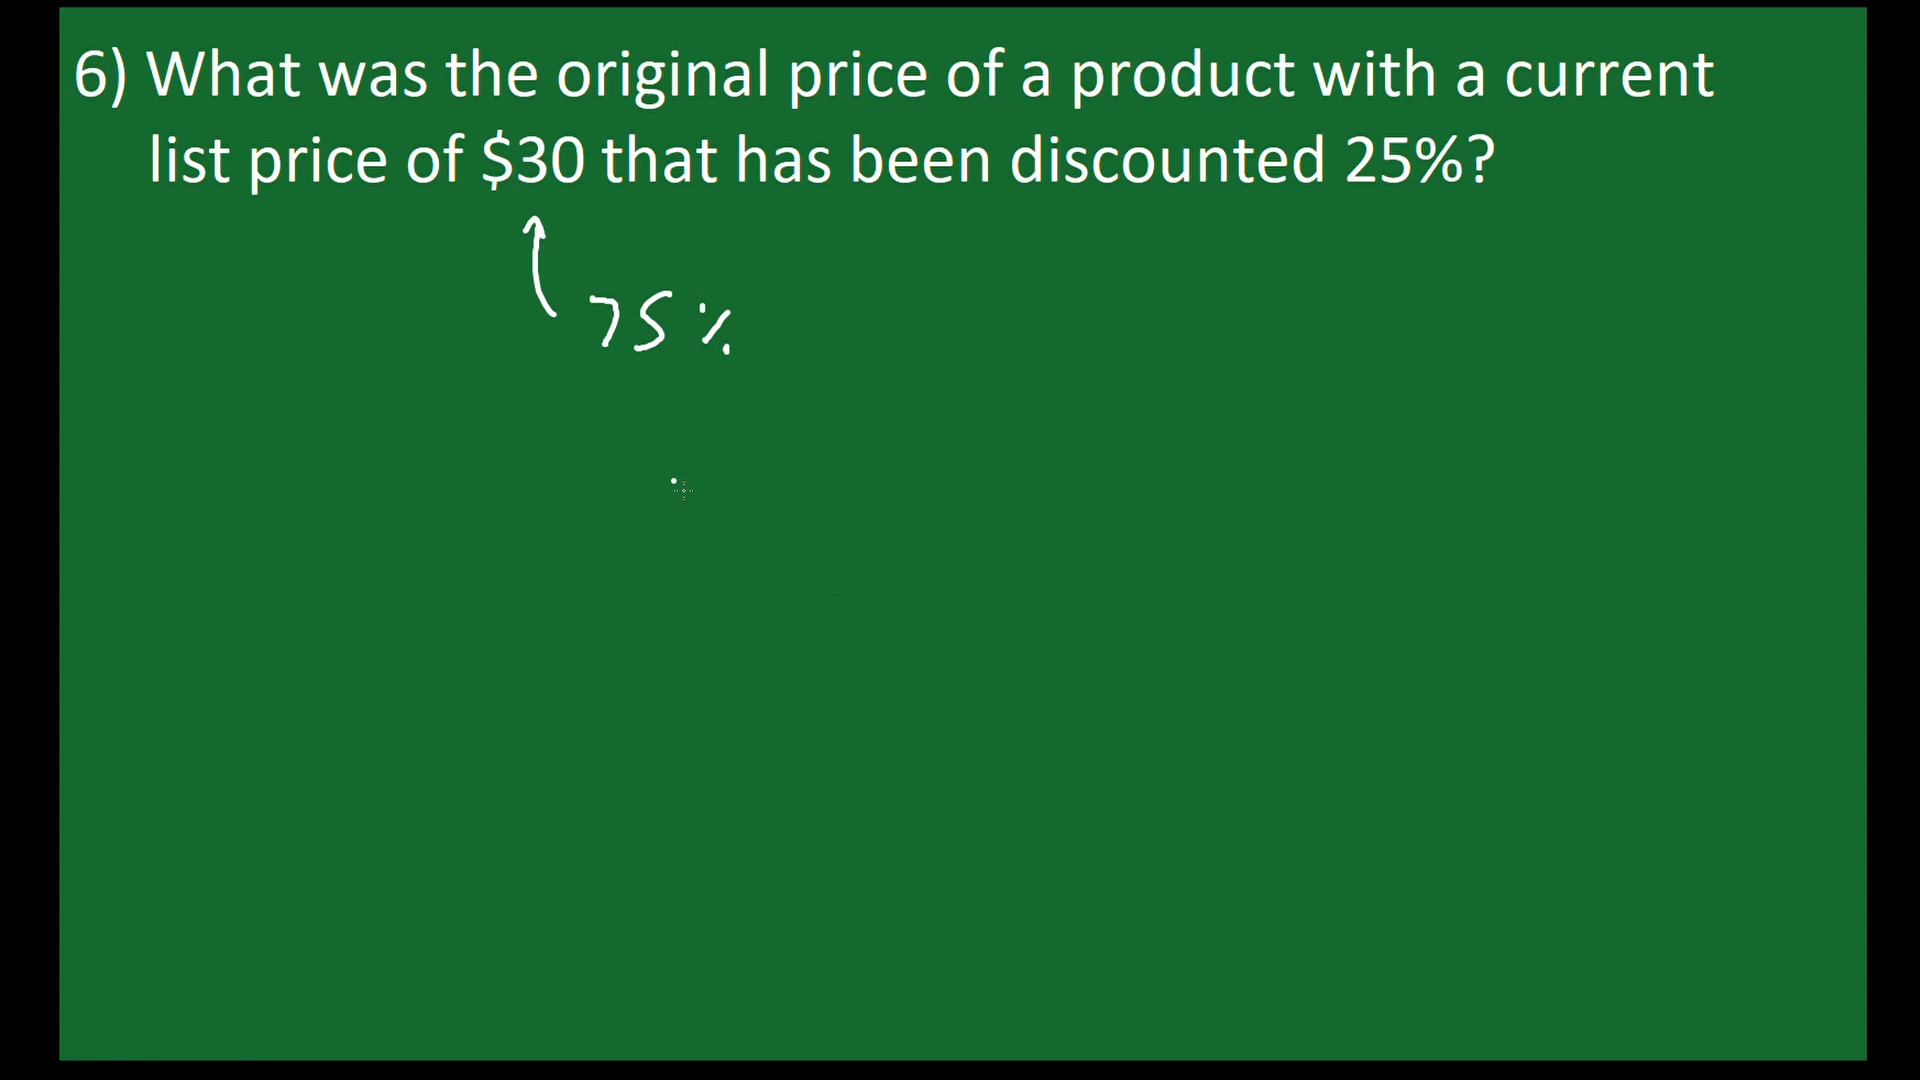 6) What was the original price of a product with a current
list price of $30 that has been discounted 25%?
75%